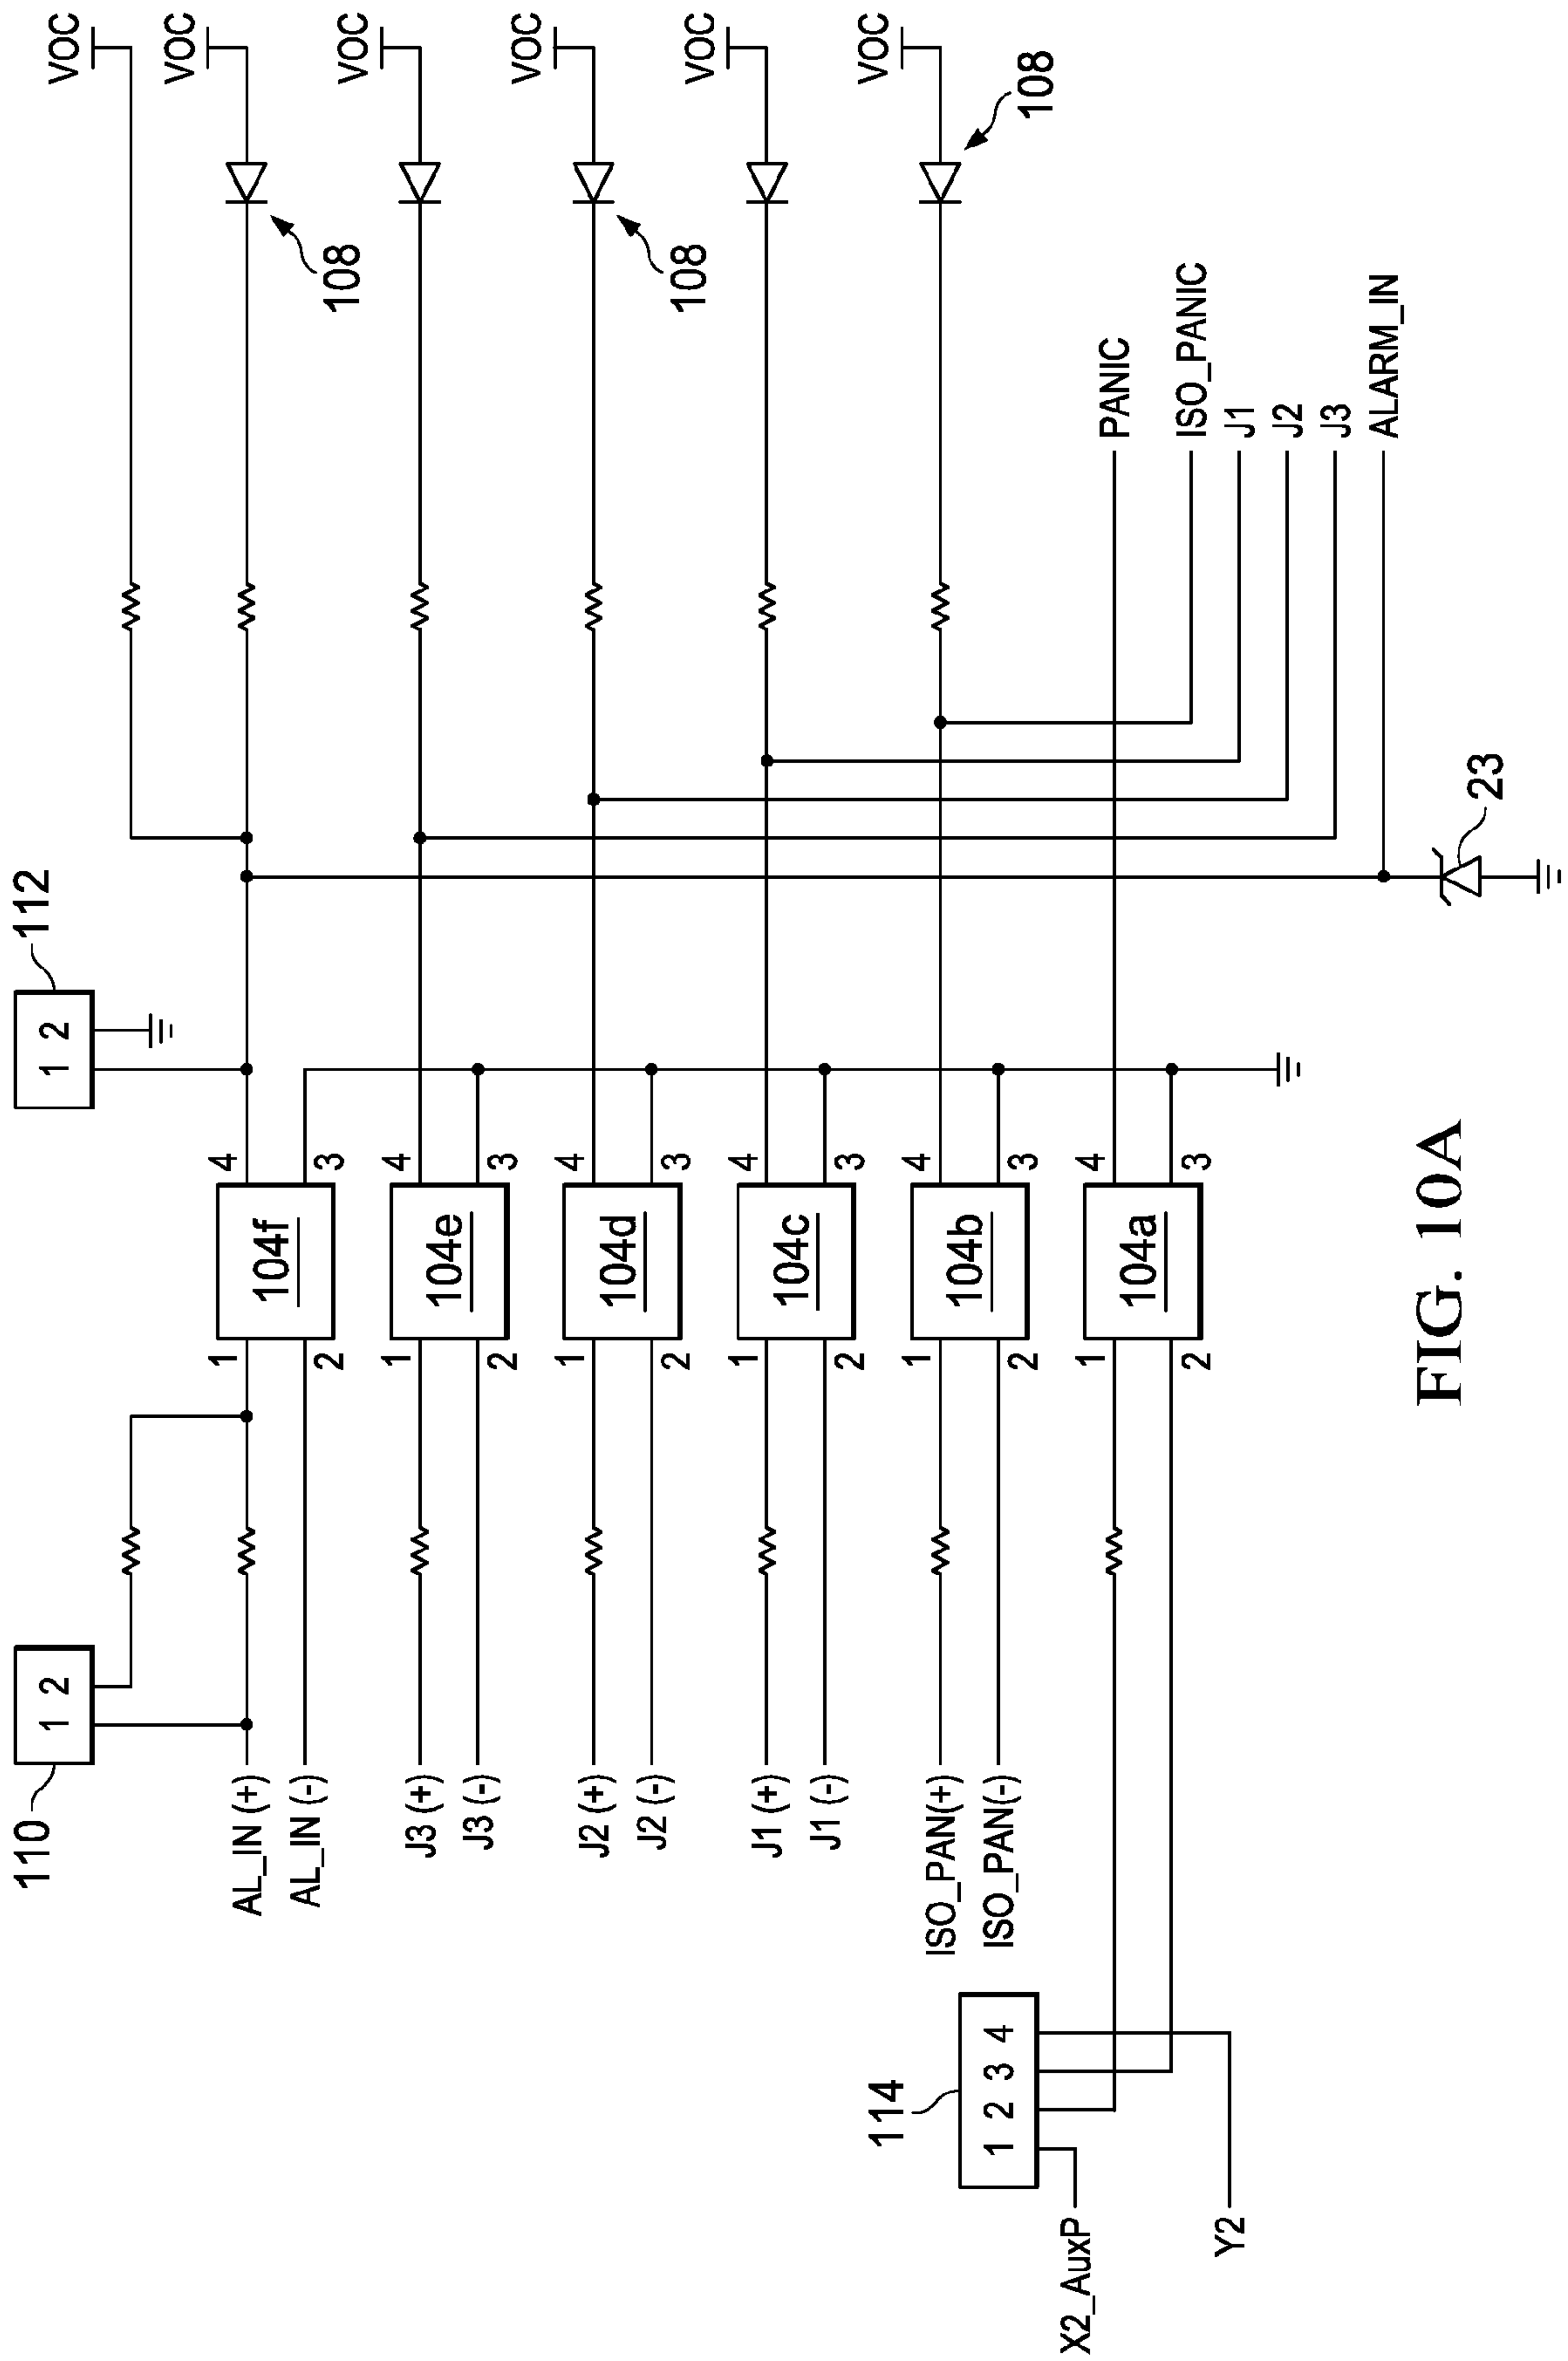 110
1 2
112
1 2
VOC
AL_IN (+)
1
104f
4
108
VOC
AL_IN (-)
2
3
J3 (+)
1
104e
4
VOC
J3 (-)
2
3
J2 (+)
1
104d
4
108
VOC
J2 (-)
2
3
J1 (+)
1
104c
4
VOC
J1 (-)
2
3
ISO_PAN(+)
1
104b
4
108
VOC
ISO_PAN(-)
2
3
114
1 2 3 4
1
104a
4
PANIC
2
3
X2_AuxP
Y2
ISO_PANIC
J1
J2
J3
ALARM_IN
23
FIG. 10A